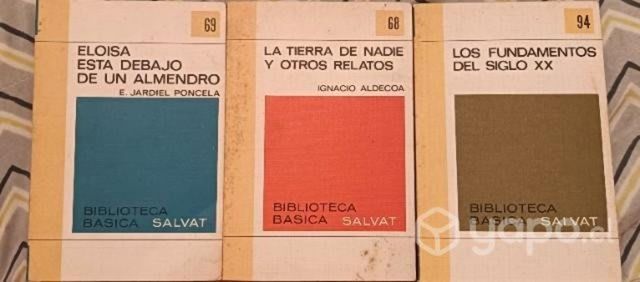 69
ELOISA
ESTA DEBAJO
DE UN ALMENDRO
E. JARDIEL PONCELA
BIBLIOTECA
BASICA SALVAT
68
LA TIERRA DE NADIE
Y OTROS RELATOS
IGNACIO ALDECOA
BIBLIOTECA
BASICA SALVAT
94
LOS FUNDAMENTOS
DEL SIGLO XX
BIBLIOTECA
BASICA SALVAT
yapo.cl